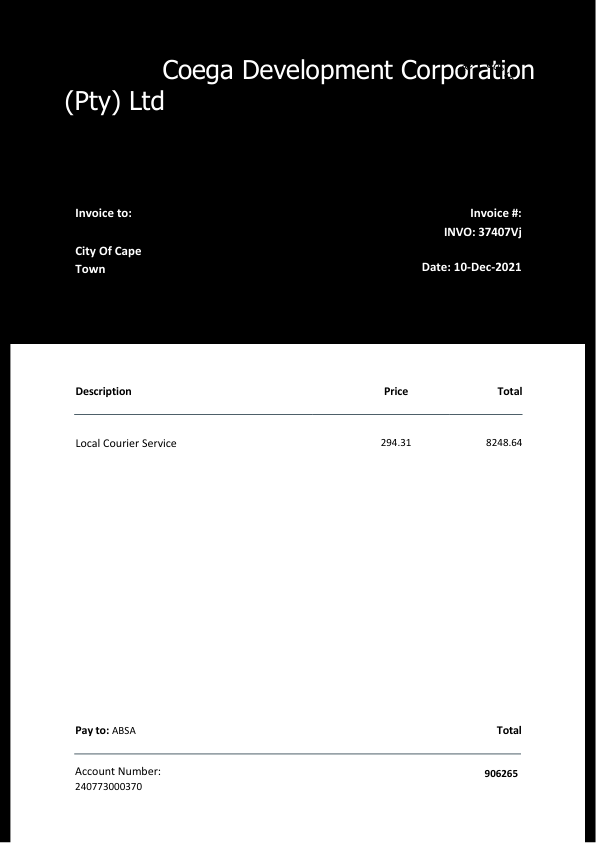 Coega Development Corporation
(Pty) Ltd
Invoice to:
Invoice #:
INVO: 37407Vj
City Of Cape
Town
Date: 10-Dec-2021
Description Price Total
Local Courier Service 294.31 8248.64
Pay to: ABSA Total
Account Number:
240773000370
906265